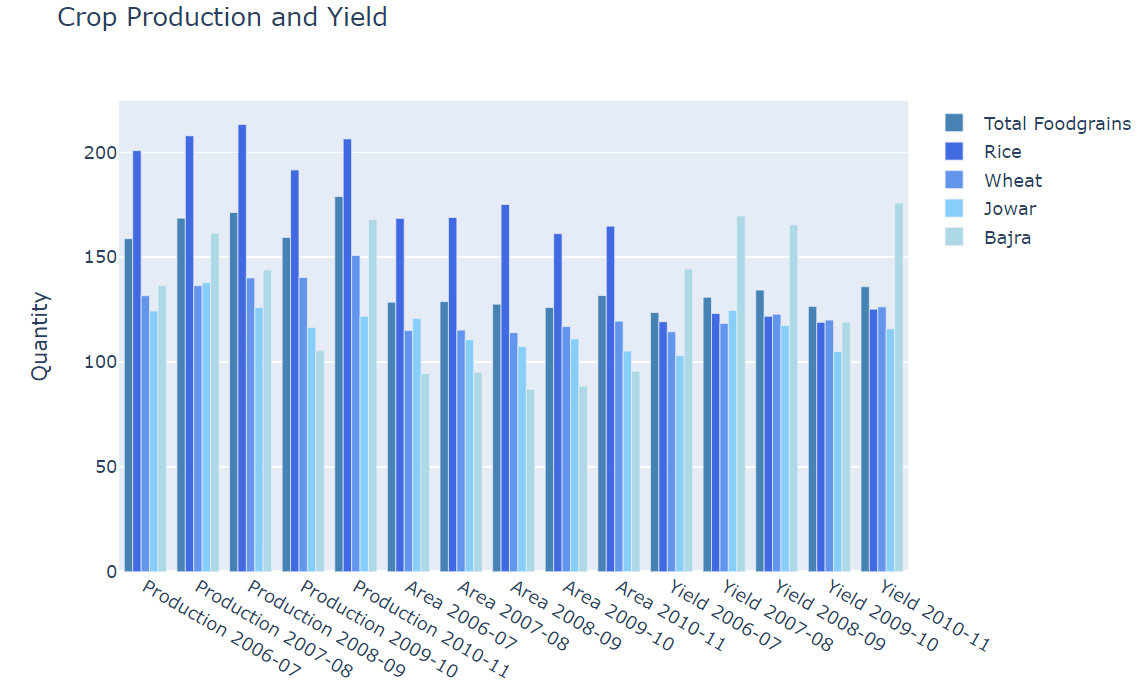 Crop Production and Yield
Total Foodgrains
Rice
Wheat
Jowar
Bajra
Quantity
200
150
100
50
0
Production 2006-07
Production 2007-08
Production 2008-09
Production 2009-10
Production 2010-11
Area 2006-07
Area 2007-08
Area 2008-09
Area 2009-10
Area 2010-11
Yield 2006-07
Yield 2007-08
Yield 2008-09
Yield 2009-10
Yield 2010-11